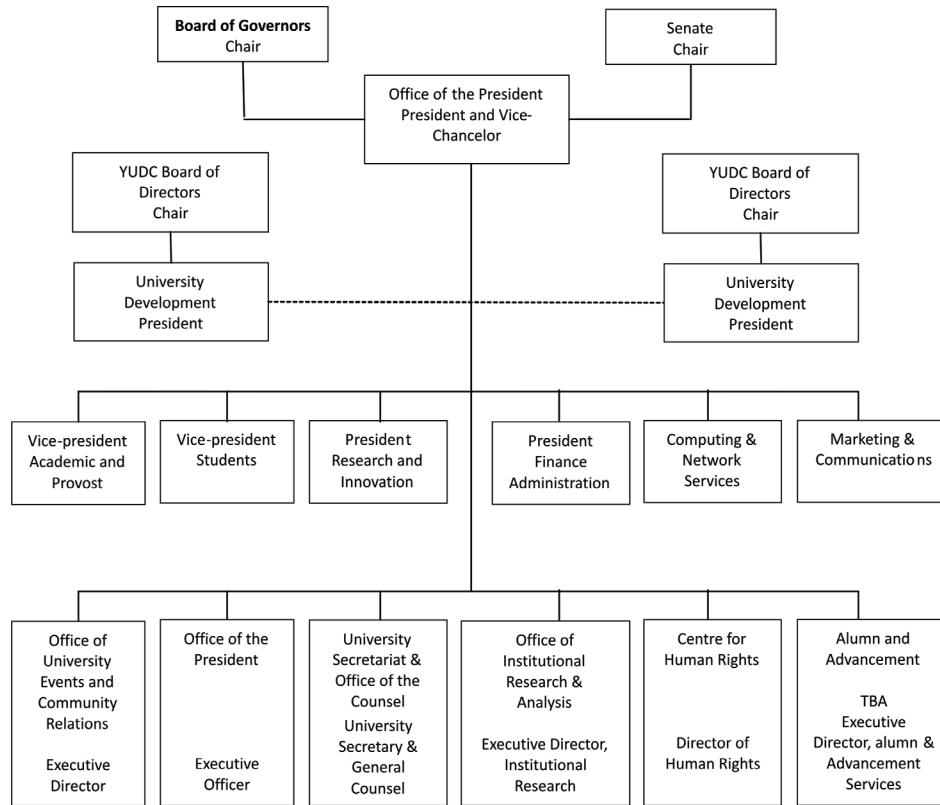 Board of Governors
Chair
Senate
Chair
Office of the President
President and Vice-
Chancelor
YUDC Board of
Directors
Chair
YUDC Board of
Directors
Chair
University
Development
President
University
Development
President
Vice-president
Academic and
Provost
Vice-president
Students
President
Research and
Innovation
President
Finance
Administration
Computing &
Network
Services
Marketing &
Communications
Office of
University
Events and
Community
Relations
Executive
Director
Office of the
President
Executive
Officer
University
Secretariat &
Office of the
Counsel
University
Secretary &
General
Counsel
Office of
Institutional
Research &
Analysis
Executive Director,
Institutional
Research
Centre for
Human Rights
Director of
Human Rights
Alumn and
Advancement
TBA
Executive
Director, alumn &
Advancement
Services